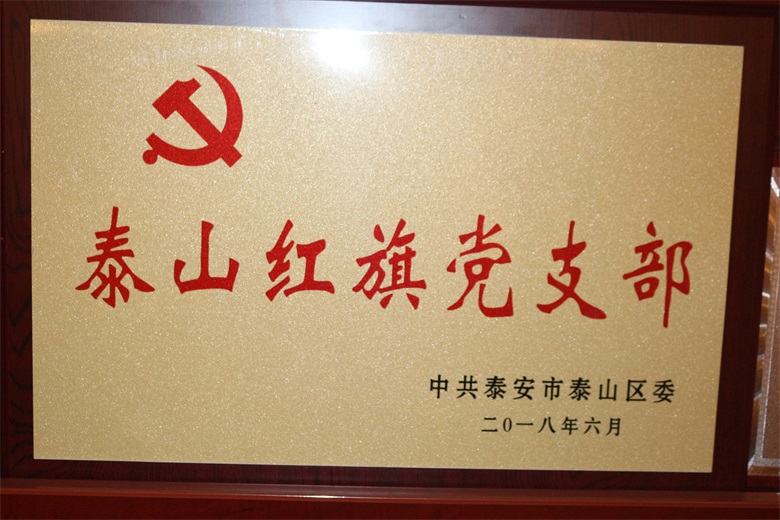 泰山红旗党支部
中共泰安市泰山区委
二0一八年六月